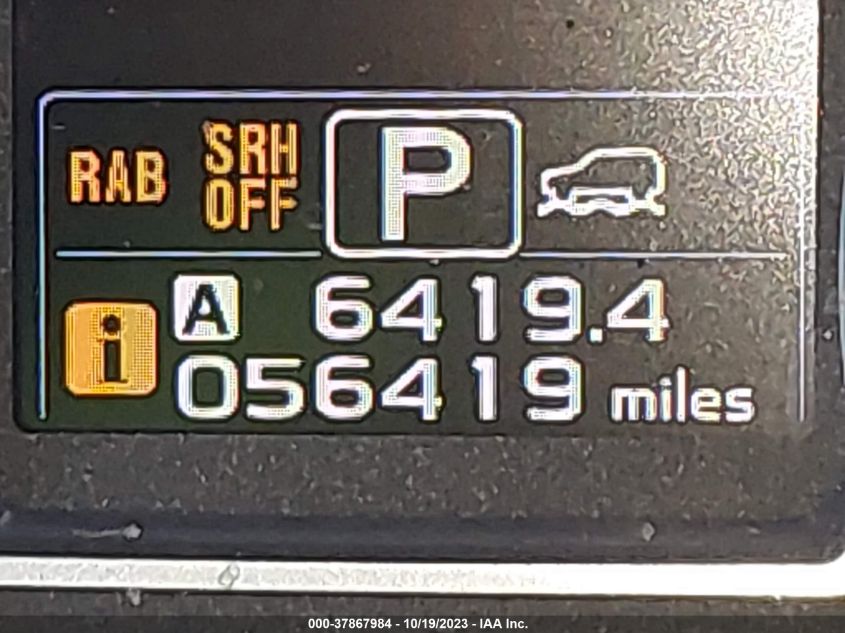 RAB SRH OFF P
i A 6419.4
056419 miles
000-37867984 - 10/19/2023 - IAA Inc.